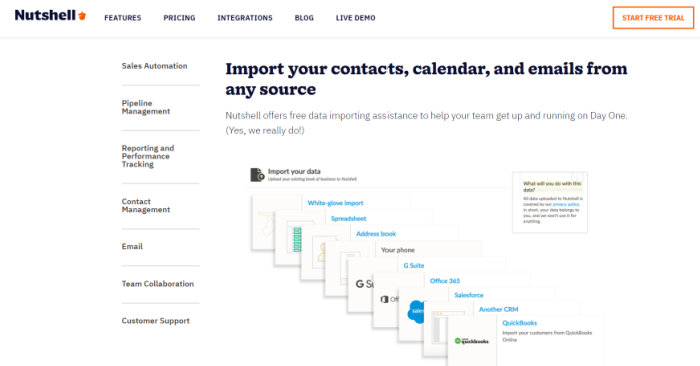 Nutshell
FEATURES
PRICING
INTEGRATIONS
BLOG
LIVE DEMO
START FREE TRIAL
Sales Automation
Pipeline
Management
Reporting and
Performance
Tracking
Contact
Management
Email
Team Collaboration
Customer Support
Import your contacts, calendar, and emails from
any source
Nutshell offers free data importing assistance to help your team get up and running on Day One.
(Yes, we really do!)
Import your data
Upload your existing book of business to Nutshell.
What will you do with this
data?
All data uploaded to Nutshell is
covered by our privacy policy.
In short, your data belongs to
you, and we won't use it for
anything.
White-glove import
Spreadsheet
Address book
Your phone
G Suite
G Su
Office 365
Off
Salesforce
sales
Another CRM
QuickBooks
Import your customers from QuickBooks
Online
quickbooks